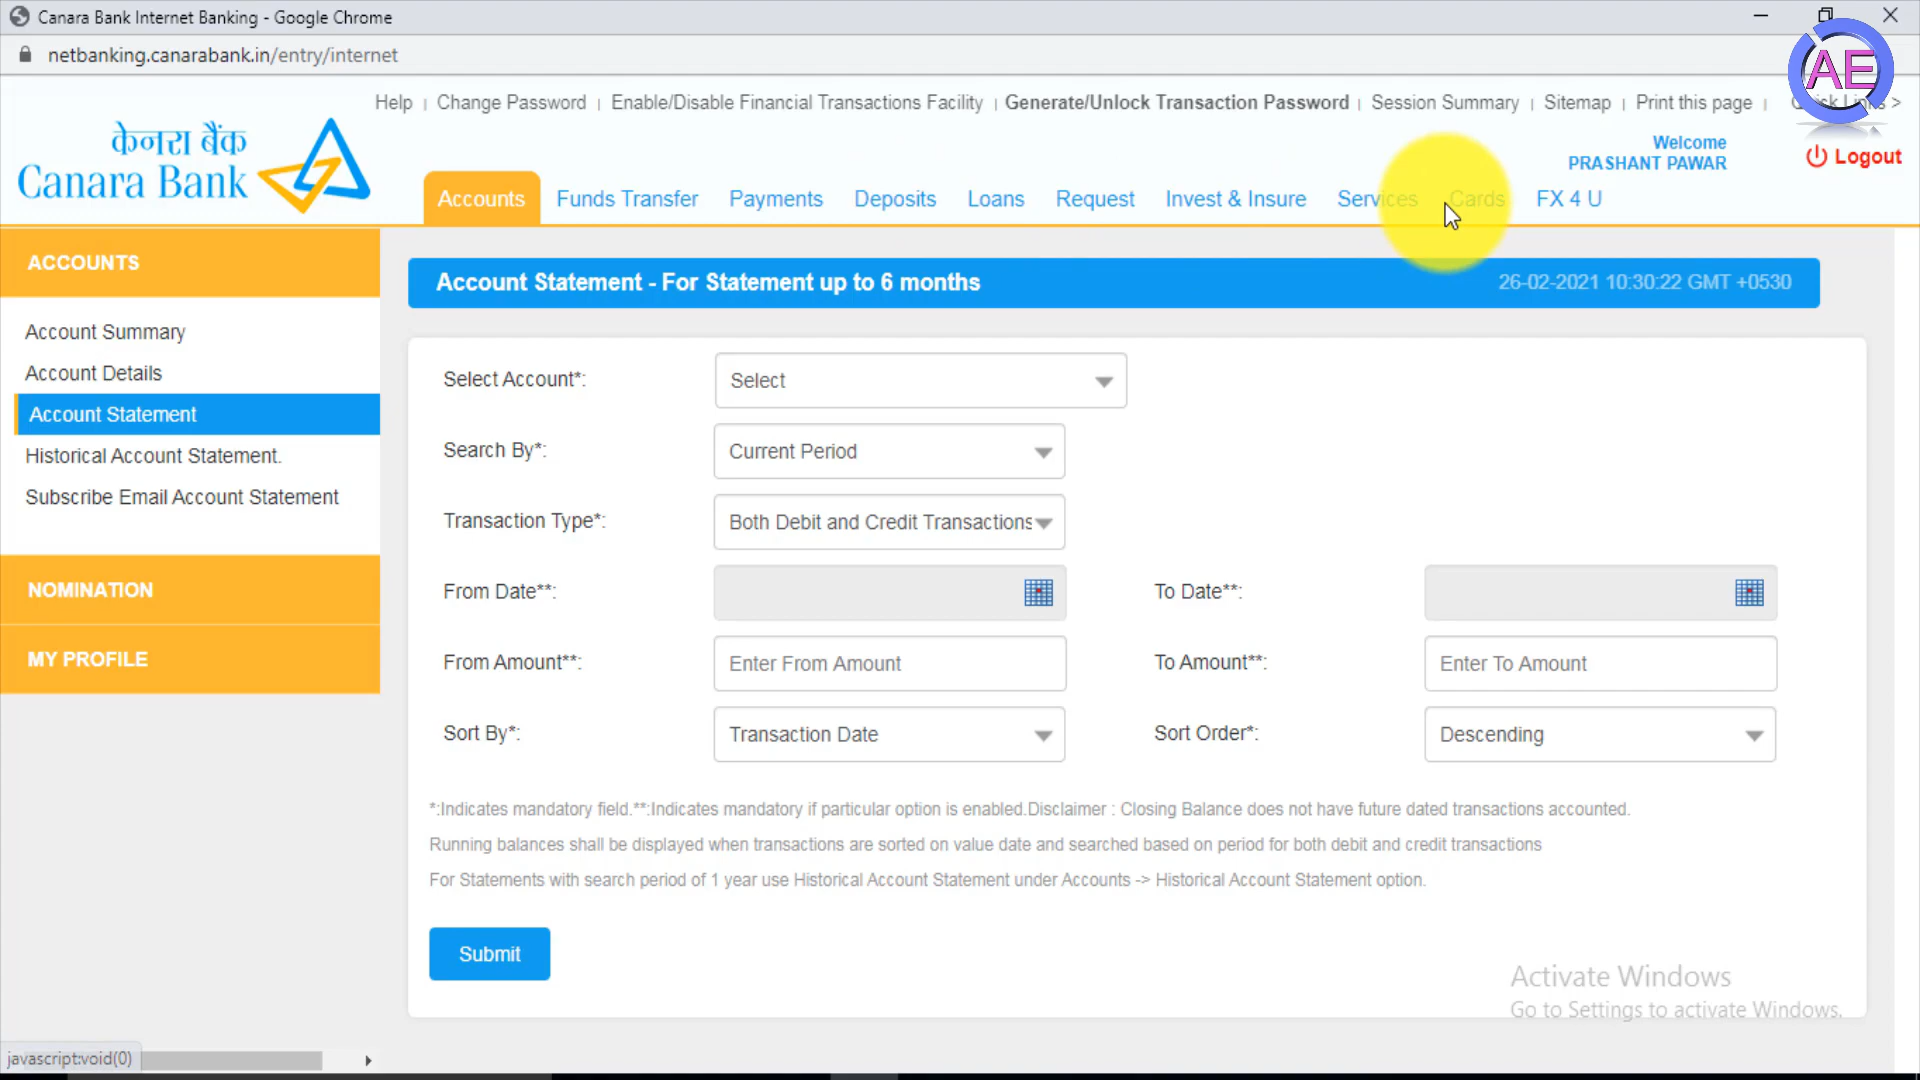 Canara Bank Internet Banking - Google Chrome
netbanking.canarabank.in/entry/internet
AE
Help | Change Password | Enable/Disable Financial Transactions Facility | Generate/Unlock Transaction Password | Session Summary | Sitemap | Print this page | Quick Links >
केनरा बैंक
Canara Bank
Welcome
PRASHANT PAWAR
Logout
Accounts Funds Transfer Payments Deposits Loans Request Invest & Insure Services Cards FX 4 U
ACCOUNTS
Account Summary
Account Details
Account Statement
Historical Account Statement.
Subscribe Email Account Statement
NOMINATION
MY PROFILE
Account Statement - For Statement up to 6 months 26-02-2021 10:30:22 GMT +0530
Select Account*: Select
Search By*: Current Period
Transaction Type*: Both Debit and Credit Transactions
From Date**: To Date**:
From Amount**: Enter From Amount To Amount**: Enter To Amount
Sort By*: Transaction Date Sort Order*: Descending
*:Indicates mandatory field.**:Indicates mandatory if particular option is enabled.Disclaimer : Closing Balance does not have future dated transactions accounted.
Running balances shall be displayed when transactions are sorted on value date and searched based on period for both debit and credit transactions
For Statements with search period of 1 year use Historical Account Statement under Accounts -> Historical Account Statement option.
Submit
Activate Windows
Go to Settings to activate Windows.
javascript:void(0)